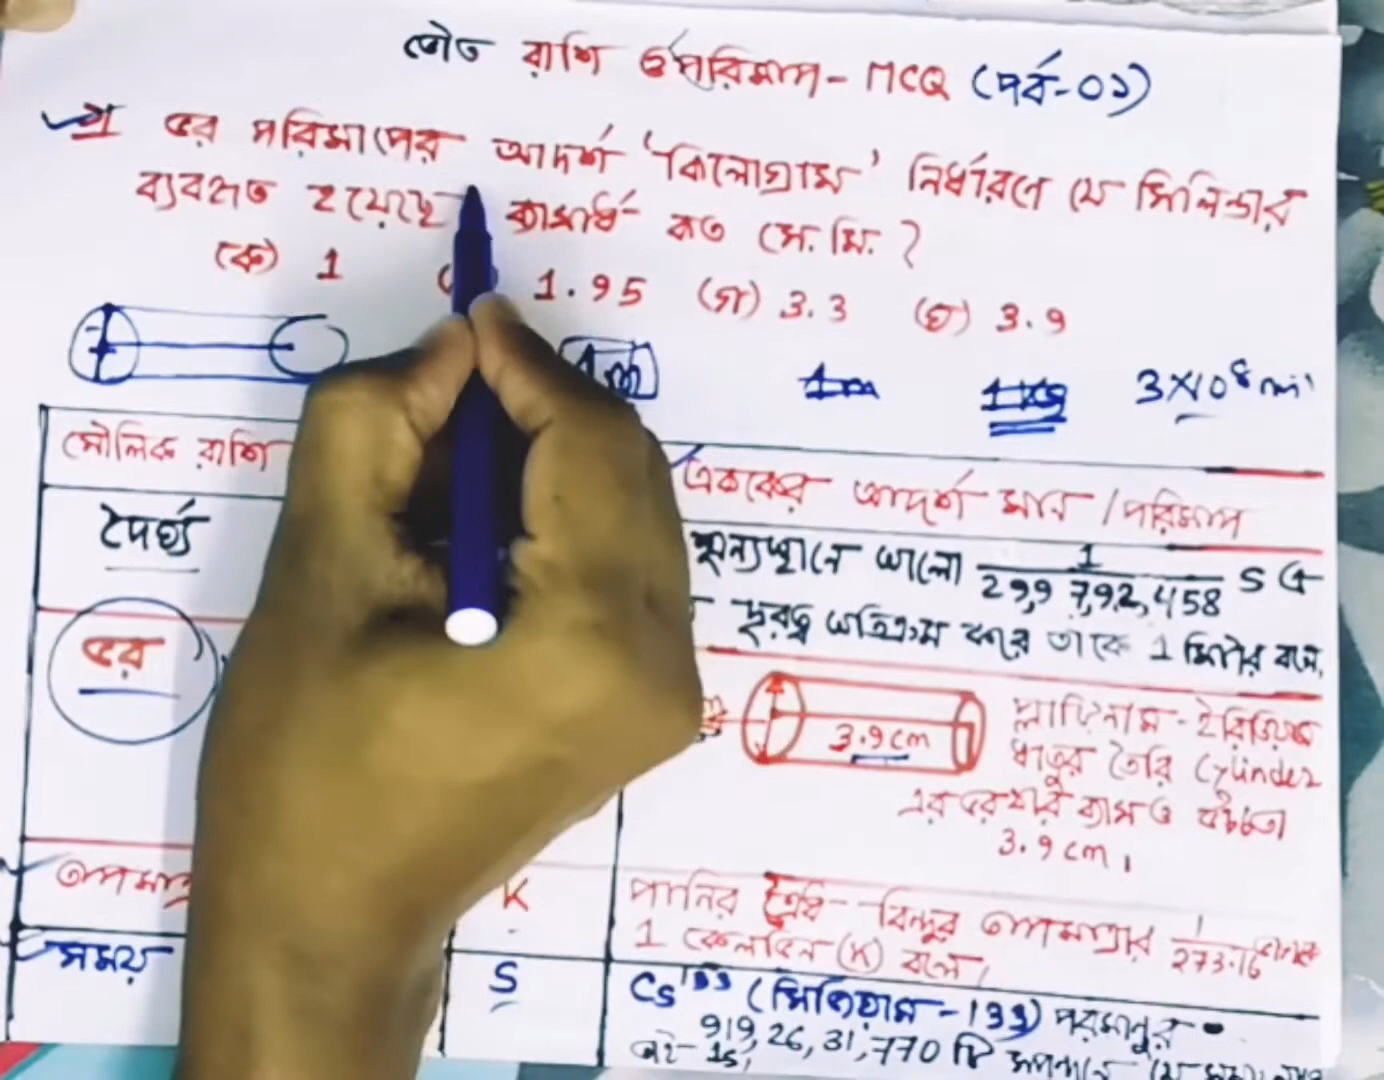 ভৌত রাশি ও পরিমাপ - MCQ (পর্ব-০১)
ভর পরিমাপের আদর্শ 'কিলোগ্রাম' নির্ধারণে যে সিলিন্ডার
ব্যবহৃত হয়েছে ব্যাসার্ধ কত সে.মি. ?
(ক) 1 1.95 (গ) 3.3 (ঘ) 3.9
1m 1kg 3×10⁸ m
মৌলিক রাশি এককের আদর্শ মান / পরিমাপ
দৈর্ঘ্য শূন্যস্থানে আলো 1/299,792,458 S এ
দূরত্ব অতিক্রম করে তাকে 1 মিটার বলে
ভর 3.9cm প্লাটিনাম - ইরিডিয়াম
ধাতুর তৈরি Cylinder
এর ভর যার ব্যাস ও উচ্চতা
3.9 cm।
তাপমাত্রা K পানির ত্রৈধ বিন্দুর তাপমাত্রার 1/273.16
1 কেলভিন (K) বলে।
সময় S Cs¹³³ (সিজিয়াম - 133) পরমাণুর
919,26,31,770 টি